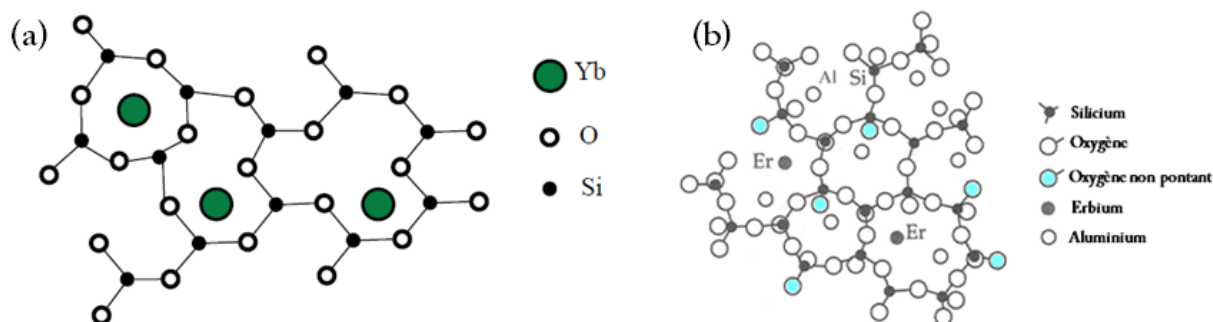 (a)
Yb
O
Si
(b)
Al Si
Er
Er
Silicium
Oxygène
Oxygène non pontant
Erbium
Aluminium